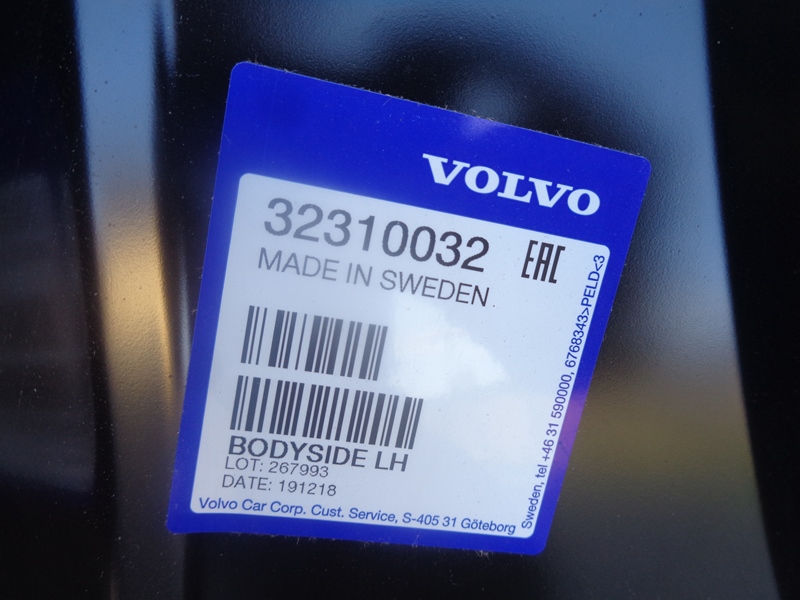 VOLVO
32310032 EAC
MADE IN SWEDEN
BODYSIDE LH
LOT: 267993
DATE: 191218
Volvo Car Corp. Cust. Service, S-405 31 Göteborg
Sweden, tel +46 31 590000, 6768343>PELD<3